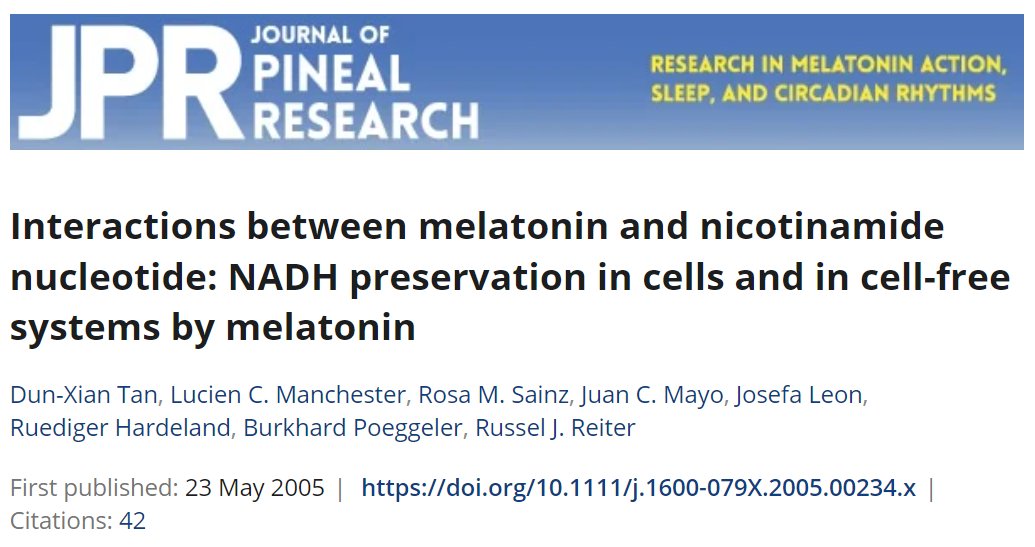 JPR JOURNAL OF
PINEAL
RESEARCH
RESEARCH IN MELATONIN ACTION,
SLEEP, AND CIRCADIAN RHYTHMS
Interactions between melatonin and nicotinamide
nucleotide: NADH preservation in cells and in cell-free
systems by melatonin
Dun-Xian Tan, Lucien C. Manchester, Rosa M. Sainz, Juan C. Mayo, Josefa Leon,
Ruediger Hardeland, Burkhard Poeggeler, Russel J. Reiter
First published: 23 May 2005 | https://doi.org/10.1111/j.1600-079X.2005.00234.x |
Citations: 42